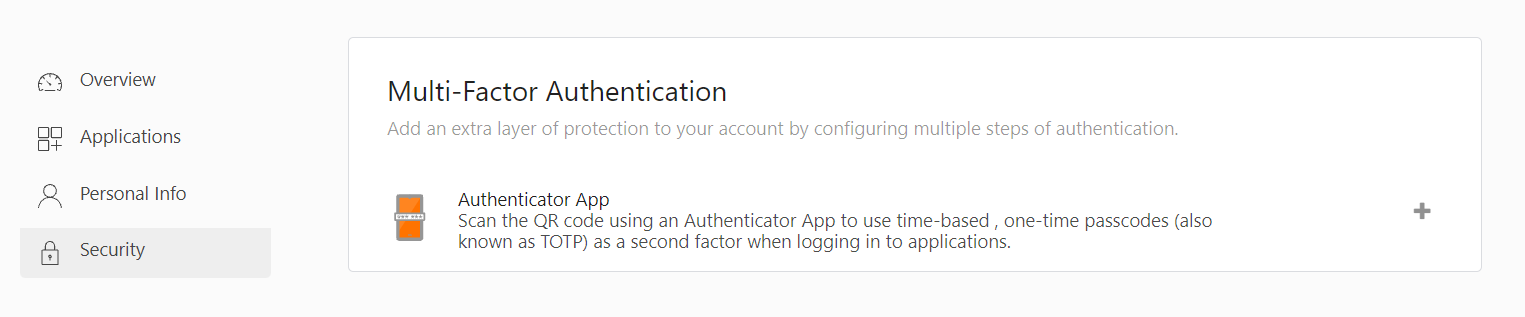 Overview
Applications
Personal Info
Security
Multi-Factor Authentication
Add an extra layer of protection to your account by configuring multiple steps of authentication.
Authenticator App
Scan the QR code using an Authenticator App to use time-based , one-time passcodes (also
known as TOTP) as a second factor when logging in to applications.